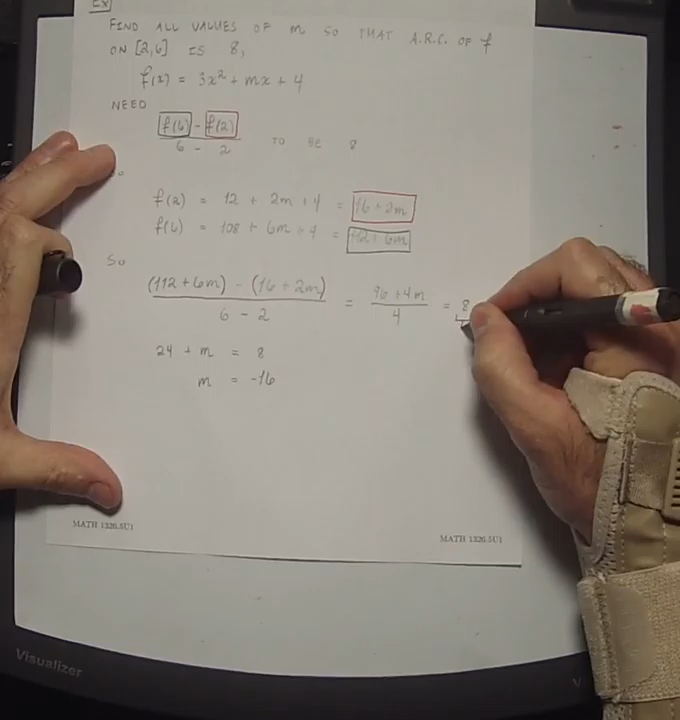 Ex
FIND ALL VALUES OF m SO THAT A.R.C. OF f
ON [2,6] IS 8,
f(x) = 3x² + mx + 4
NEED
f(6) - f(2)
6 - 2
TO BE 8
f(2) = 12 + 2m + 4 = 16 + 2m
f(6) = 108 + 6m + 4 = 112 + 6m
So
(112 + 6m) - (16 + 2m) / 6 - 2 = 96 + 4m / 4 = 8
24 + m = 8
m = -16
MATH 1326.5U1
MATH 1326.5U1
Visualizer
V